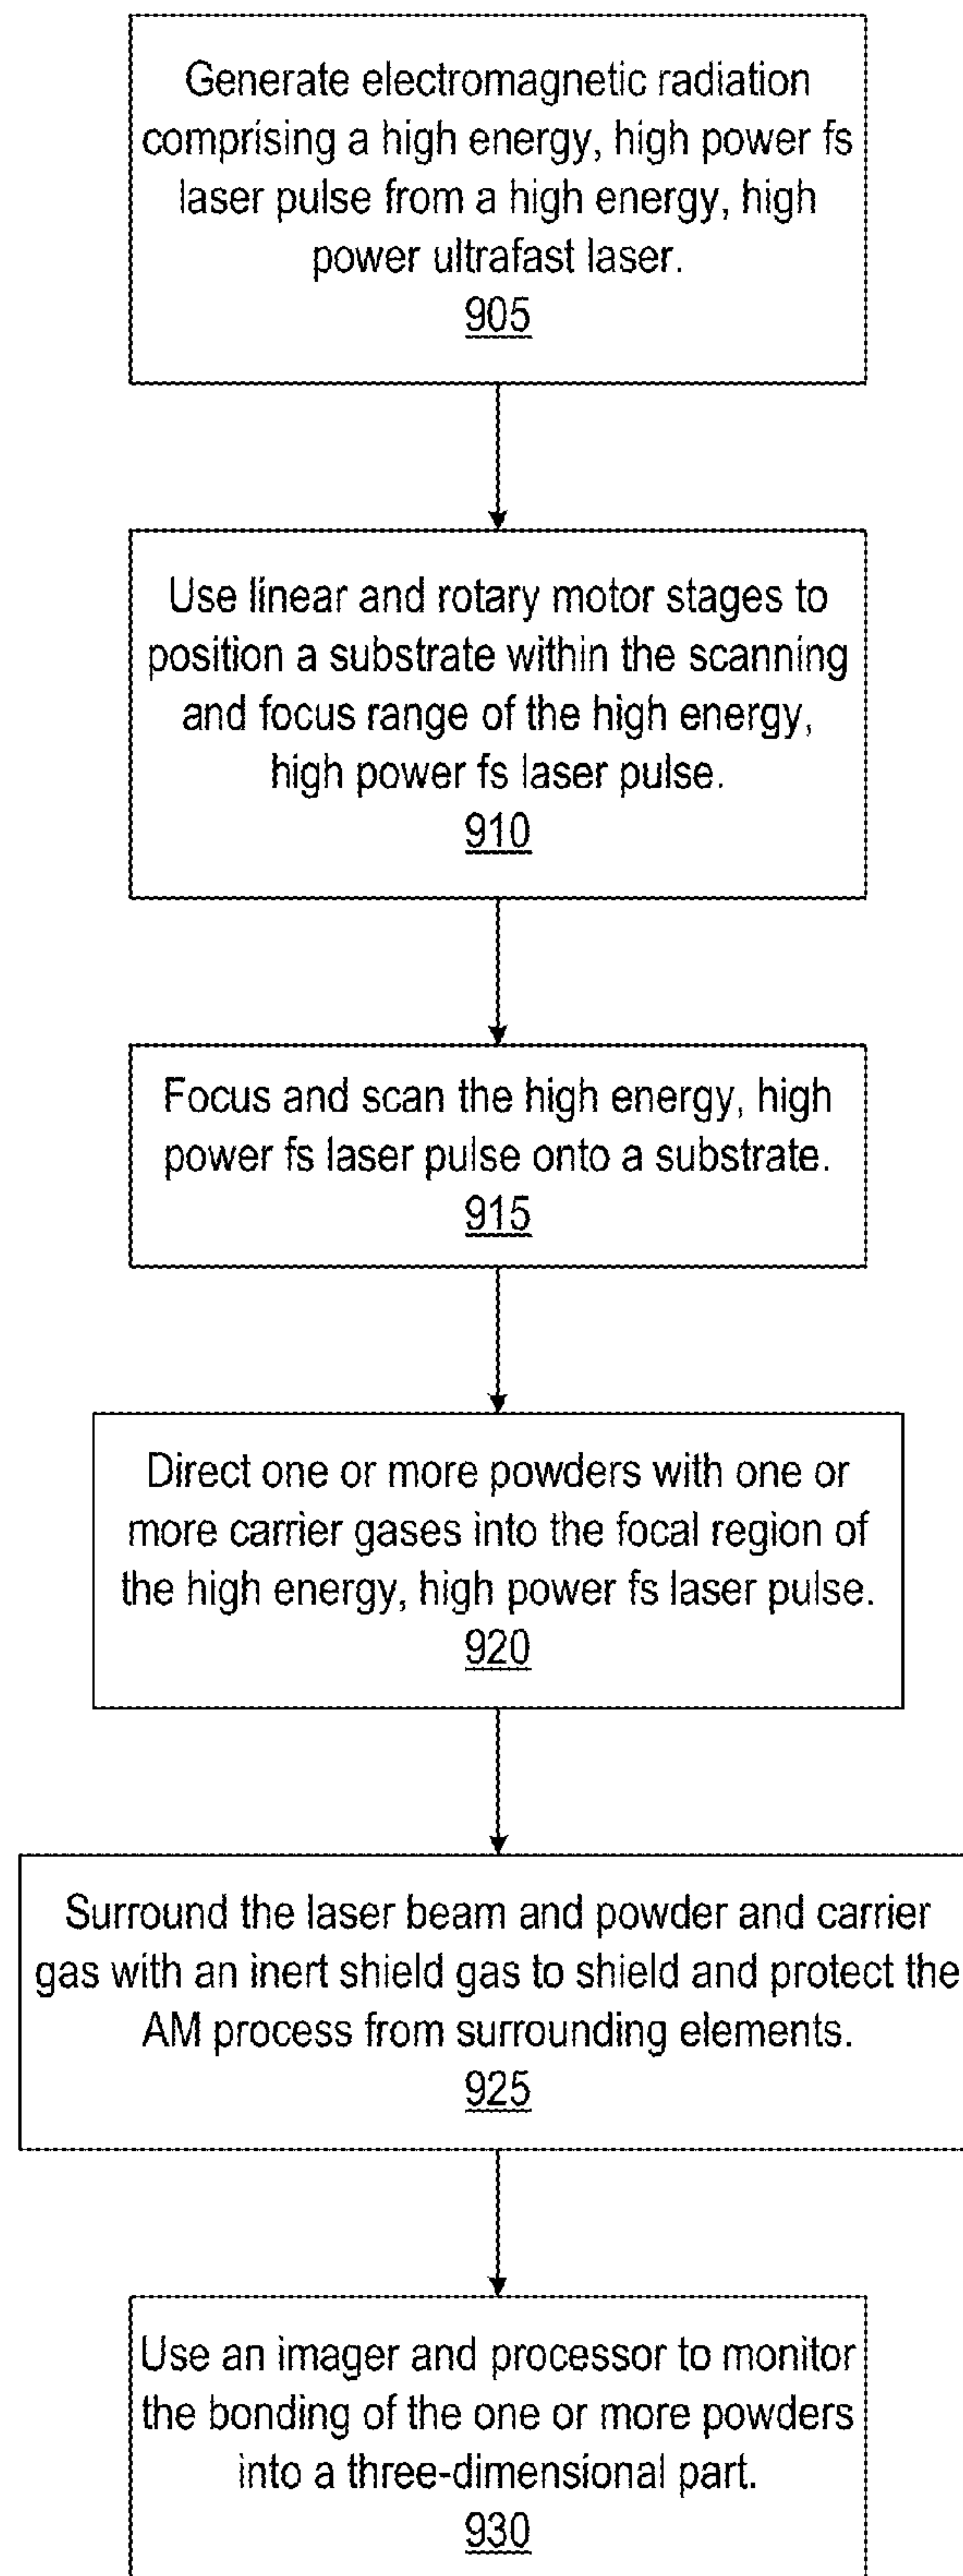 Generate electromagnetic radiation
comprising a high energy, high power fs
laser pulse from a high energy, high
power ultrafast laser.
905
Use linear and rotary motor stages to
position a substrate within the scanning
and focus range of the high energy,
high power fs laser pulse.
910
Focus and scan the high energy, high
power fs laser pulse onto a substrate.
915
Direct one or more powders with one or
more carrier gases into the focal region of
the high energy, high power fs laser pulse.
920
Surround the laser beam and powder and carrier
gas with an inert shield gas to shield and protect the
AM process from surrounding elements.
925
Use an imager and processor to monitor
the bonding of the one or more powders
into a three-dimensional part.
930